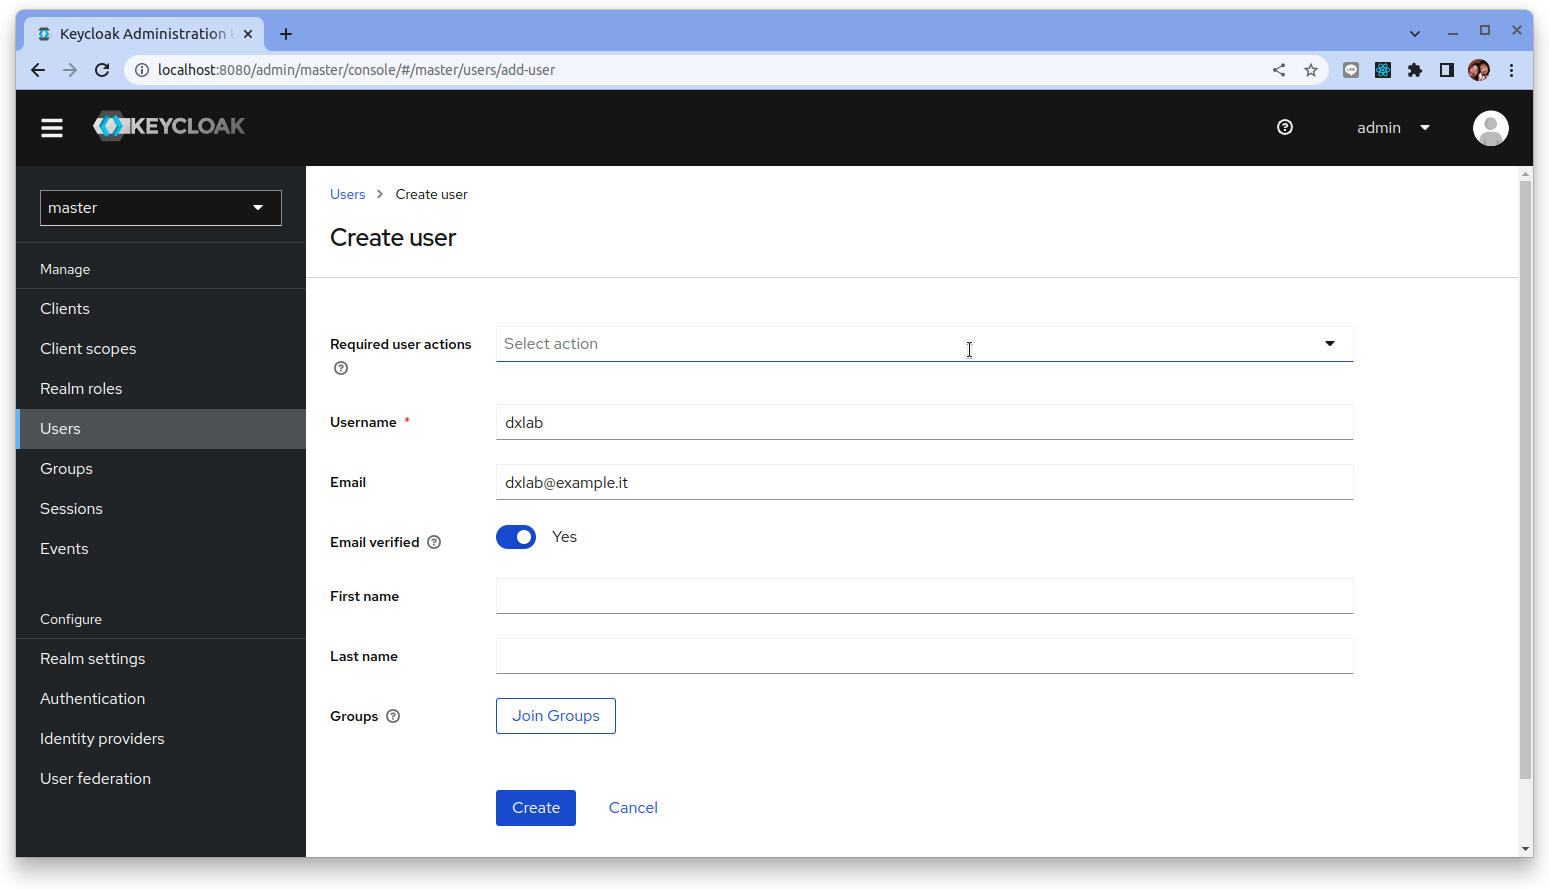 Keycloak Administration
localhost:8080/admin/master/console/#/master/users/add-user
KEYCLOAK
admin
master
Manage
Clients
Client scopes
Realm roles
Users
Groups
Sessions
Events
Configure
Realm settings
Authentication
Identity providers
User federation
Users > Create user
Create user
Required user actions
Select action
Username *
dxlab
Email
dxlab@example.it
Email verified
Yes
First name
Last name
Groups
Join Groups
Create
Cancel